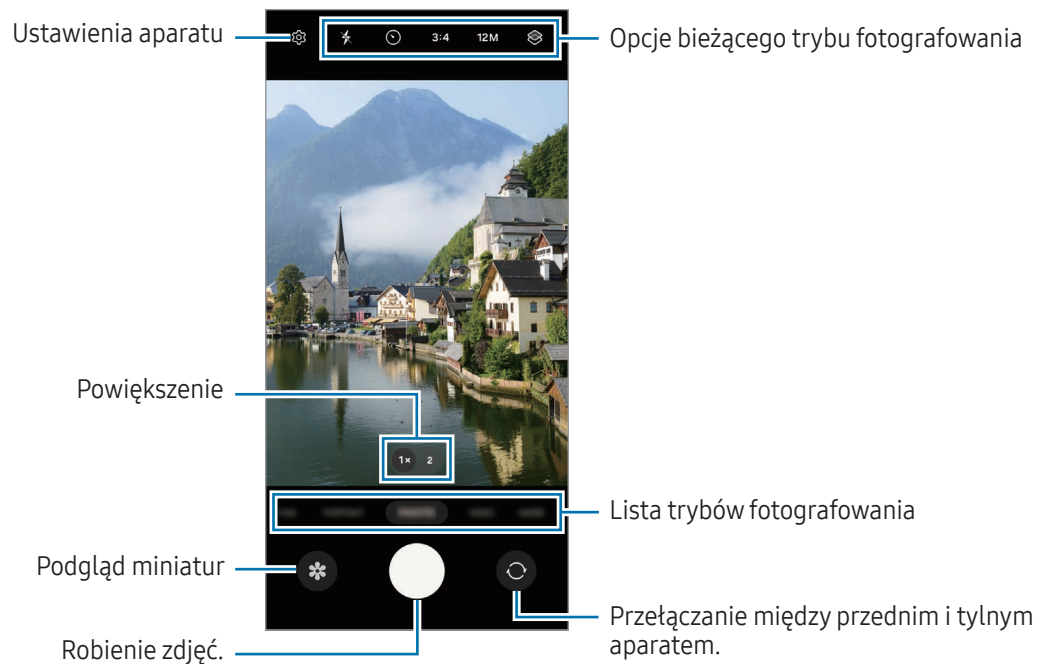 Ustawienia aparatu
3:4 12M
Opcje bieżącego trybu fotografowania
Powiększenie
1× 2
Lista trybów fotografowania
Podgląd miniatur
Przełączanie między przednim i tylnym
aparatem.
Robienie zdjęć.